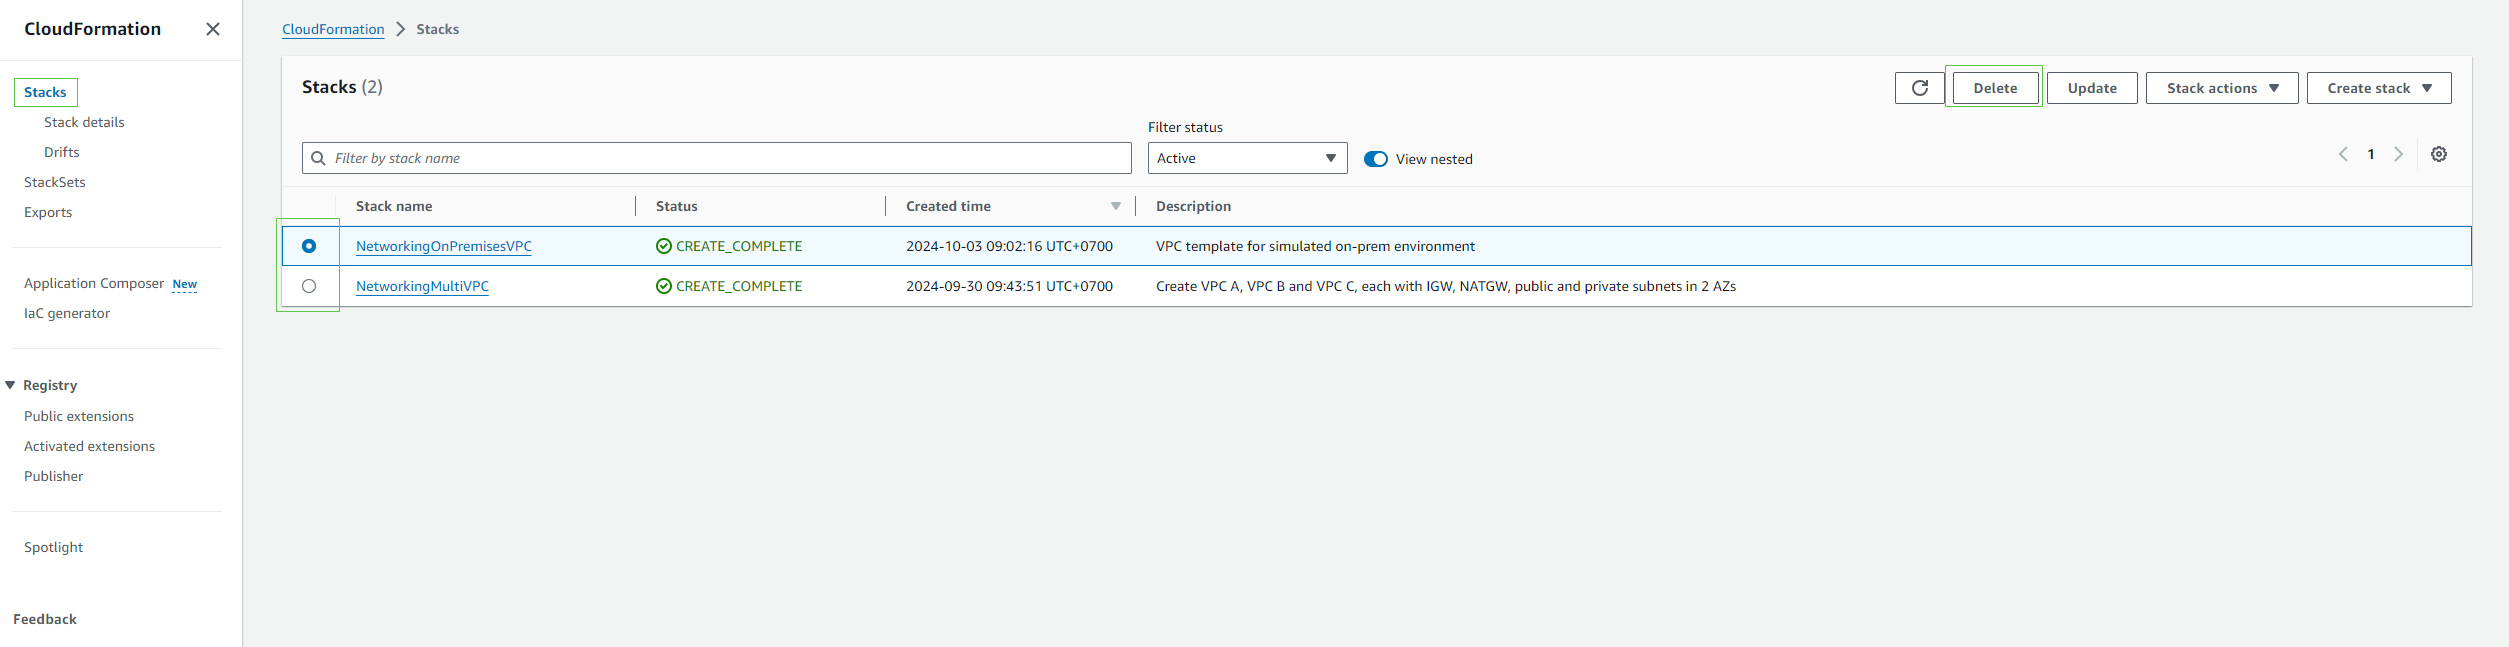 CloudFormation
Stacks
Stack details
Drifts
StackSets
Exports
Application Composer New
IaC generator
Registry
Public extensions
Activated extensions
Publisher
Spotlight
Feedback
CloudFormation Stacks
Stacks (2)
Delete Update Stack actions Create stack
Filter status
Filter by stack name Active View nested 1
Stack name Status Created time Description
NetworkingOnPremisesVPC CREATE_COMPLETE 2024-10-03 09:02:16 UTC+0700 VPC template for simulated on-prem environment
NetworkingMultiVPC CREATE_COMPLETE 2024-09-30 09:43:51 UTC+0700 Create VPC A, VPC B and VPC C, each with IGW, NATGW, public and private subnets in 2 AZs